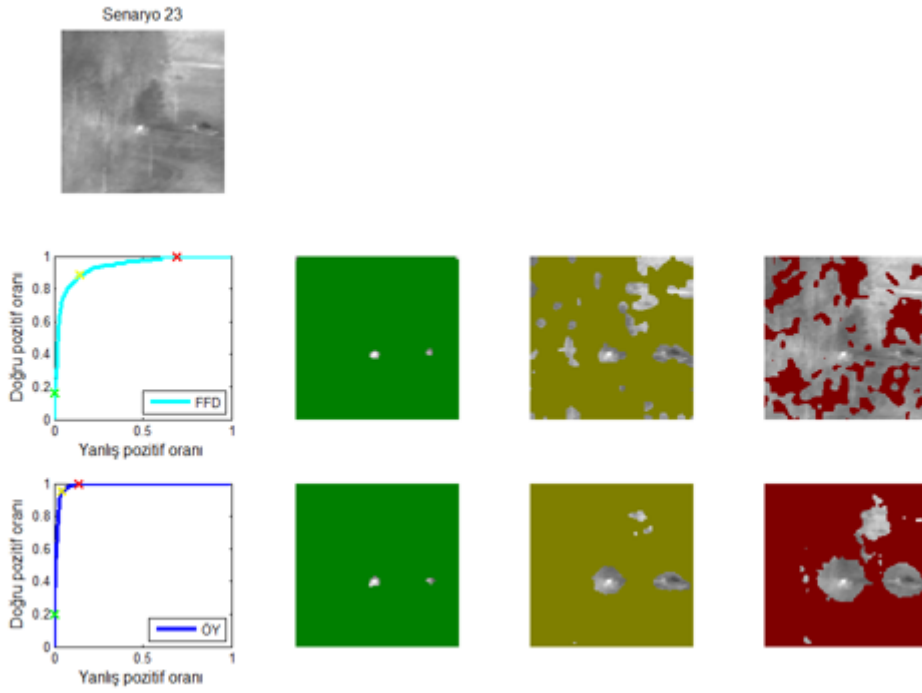 Senaryo 23
Doğru pozitif oranı
1
0.8
0.6
0.4
0.2
0
0
0.5
1
FFD
Yanlış pozitif oranı
Doğru pozitif oranı
1
0.8
0.6
0.4
0.2
0
0
0.5
1
ÖY
Yanlış pozitif oranı